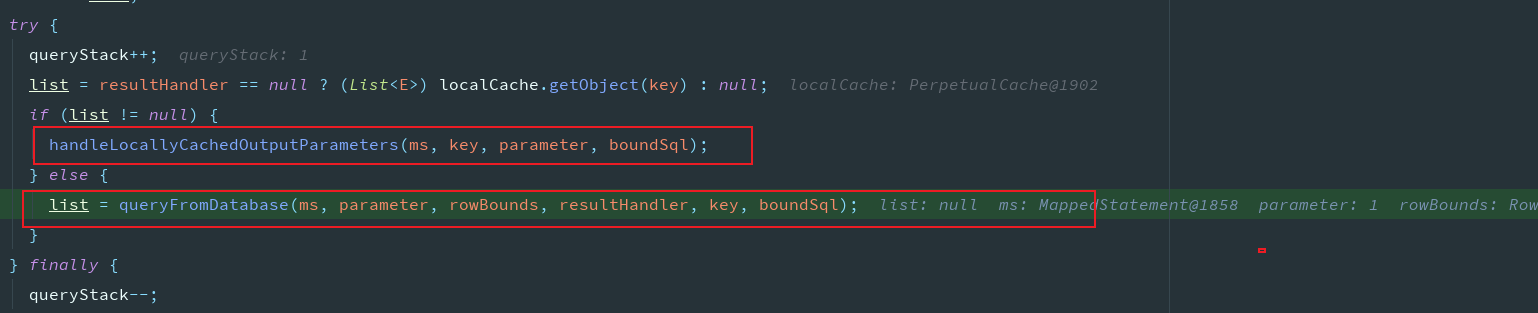 try {
queryStack++; queryStack: 1
list = resultHandler == null ? (List<E>) localCache.getObject(key) : null; localCache: PerpetualCache@1902
if (list != null) {
handleLocallyCachedOutputParameters(ms, key, parameter, boundSql);
} else {
list = queryFromDatabase(ms, parameter, rowBounds, resultHandler, key, boundSql); list: null ms: MappedStatement@1858 parameter: 1 rowBounds: Row
}
} finally {
queryStack--;